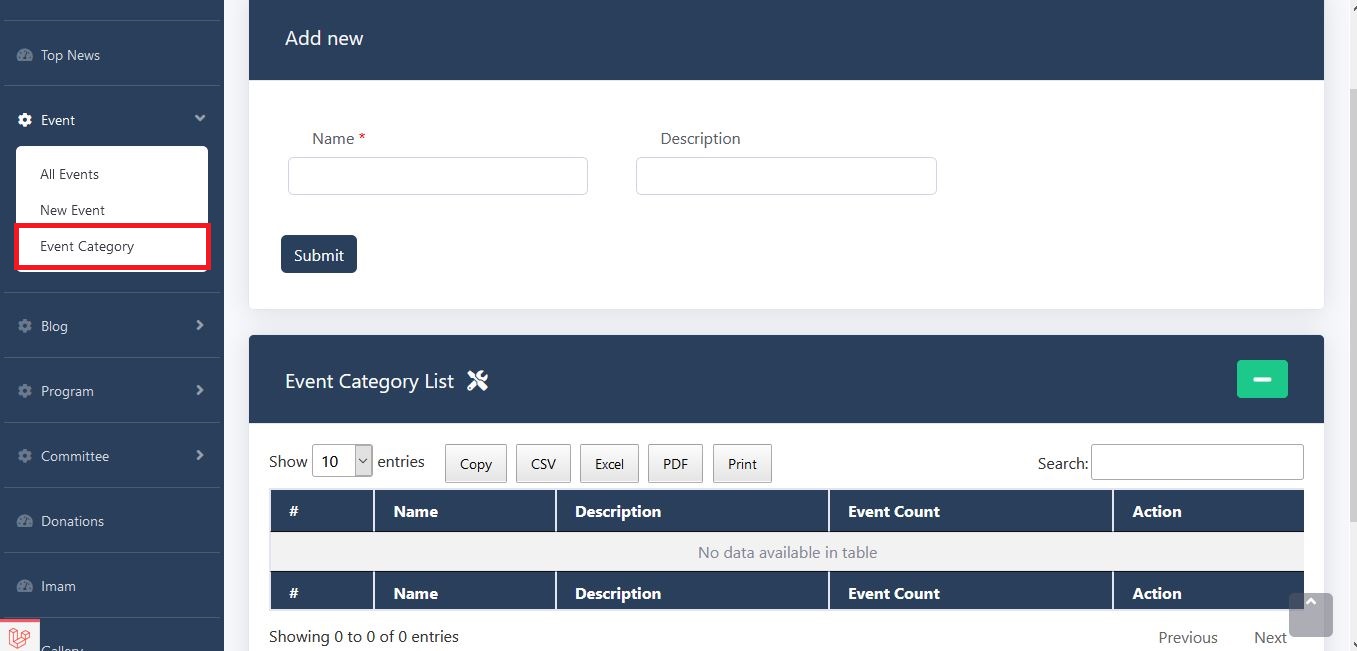 Top News
Event
All Events
New Event
Event Category
Blog
Program
Committee
Donations
Imam
Gallery
Add new
Name *
Description
Submit
Event Category List
Show 10 entries
Copy
CSV
Excel
PDF
Print
Search:
# Name Description Event Count Action
No data available in table
# Name Description Event Count Action
Showing 0 to 0 of 0 entries
Previous
Next